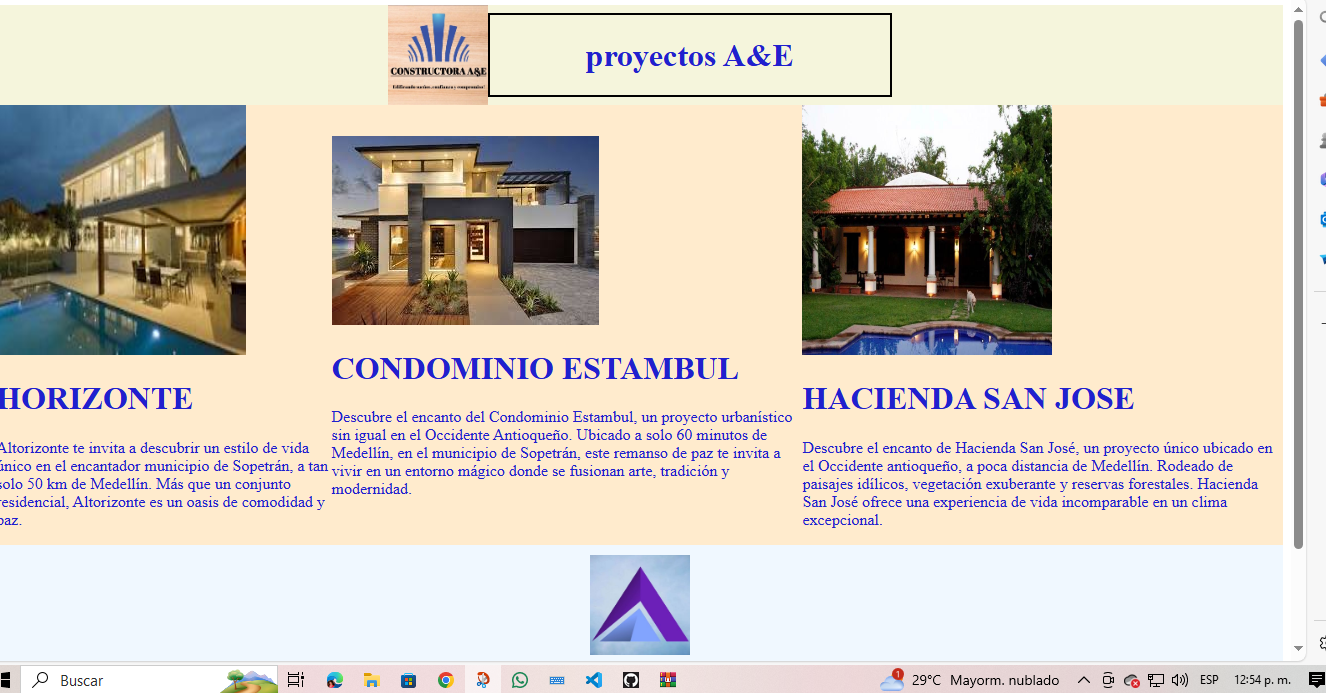 CONSTRUCTORA A&E
proyectos A&E
HORIZONTE
Altorizonte te invita a descubrir un estilo de vida
único en el encantador municipio de Sopetrán, a tan
solo 50 km de Medellín. Más que un conjunto
residencial, Altorizonte es un oasis de comodidad y
paz.
CONDOMINIO ESTAMBUL
Descubre el encanto del Condominio Estambul, un proyecto urbanístico
sin igual en el Occidente Antioqueño. Ubicado a solo 60 minutos de
Medellín, en el municipio de Sopetrán, este remanso de paz te invita a
vivir en un entorno mágico donde se fusionan arte, tradición y
modernidad.
HACIENDA SAN JOSE
Descubre el encanto de Hacienda San José, un proyecto único ubicado en
el Occidente antioqueño, a poca distancia de Medellín. Rodeado de
paisajes idílicos, vegetación exuberante y reservas forestales. Hacienda
San José ofrece una experiencia de vida incomparable en un clima
excepcional.
Buscar
1
29°C Mayorm. nublado
ESP
12:54 p. m.